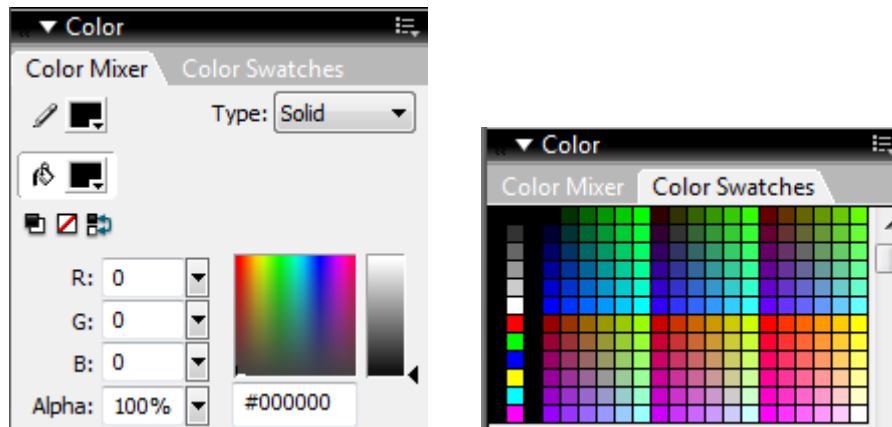 Color
Color Mixer Color Swatches
Type: Solid
R: 0
G: 0
B: 0
Alpha: 100% #000000
Color
Color Mixer Color Swatches